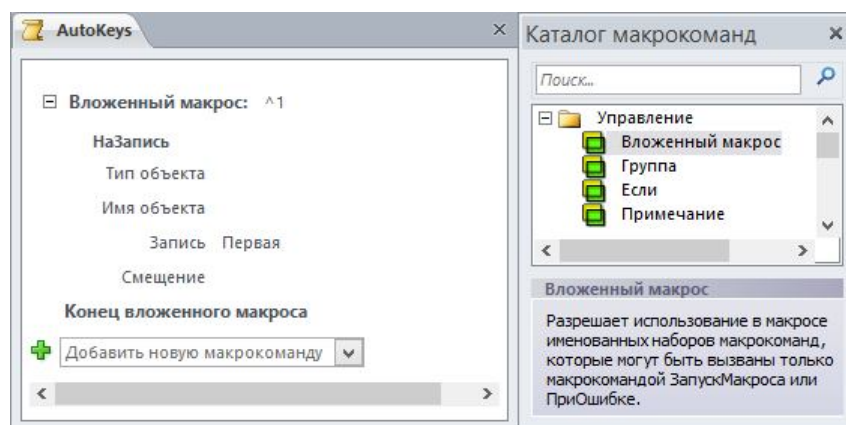 AutoKeys
Вложенный макрос: ^1
НаЗапись
Тип объекта
Имя объекта
Запись Первая
Смещение
Конец вложенного макроса
Добавить новую макрокоманду
Каталог макрокоманд
Поиск...
Управление
Вложенный макрос
Группа
Если
Примечание
Вложенный макрос
Разрешает использование в макросе
именованных наборов макрокоманд,
которые могут быть вызваны только
макрокомандой ЗапускМакроса или
ПриОшибке.